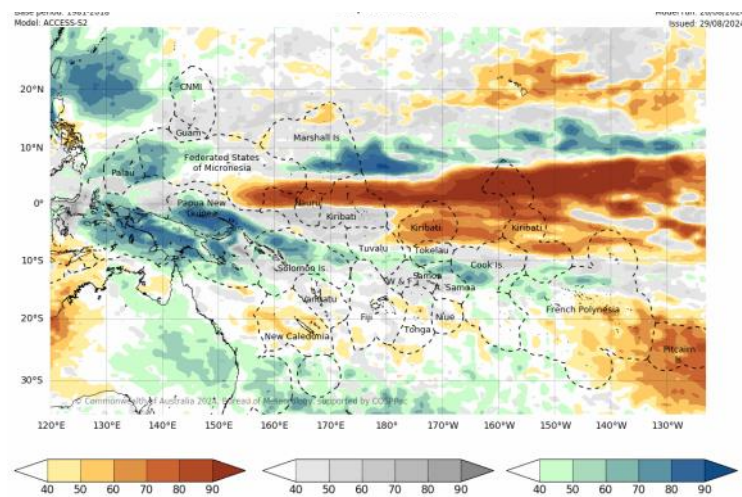 Base period: 1981-2018
Model: ACCESS-S2
Issued: 29/08/2024
20°N
10°N
0°
10°S
20°S
30°S
CNMI
Guam
Marshall Is.
Federated States
of Micronesia
Palau
Papua New
Guinea
Nauru
Kiribati
Kiribati
Kiribati
Tuvalu
Tokelau
Solomon Is.
Cook Is.
Samoa
W & F
A. Samoa
Vanuatu
French Polynesia
Fiji
Niue
Tonga
New Caledonia
Pitcairn
© Commonwealth of Australia 2024, Bureau of Meteorology, supported by COSPPac
120°E 130°E 140°E 150°E 160°E 170°E 180° 170°W 160°W 150°W 140°W 130°W
40 50 60 70 80 90 40 50 60 70 80 90 40 50 60 70 80 90